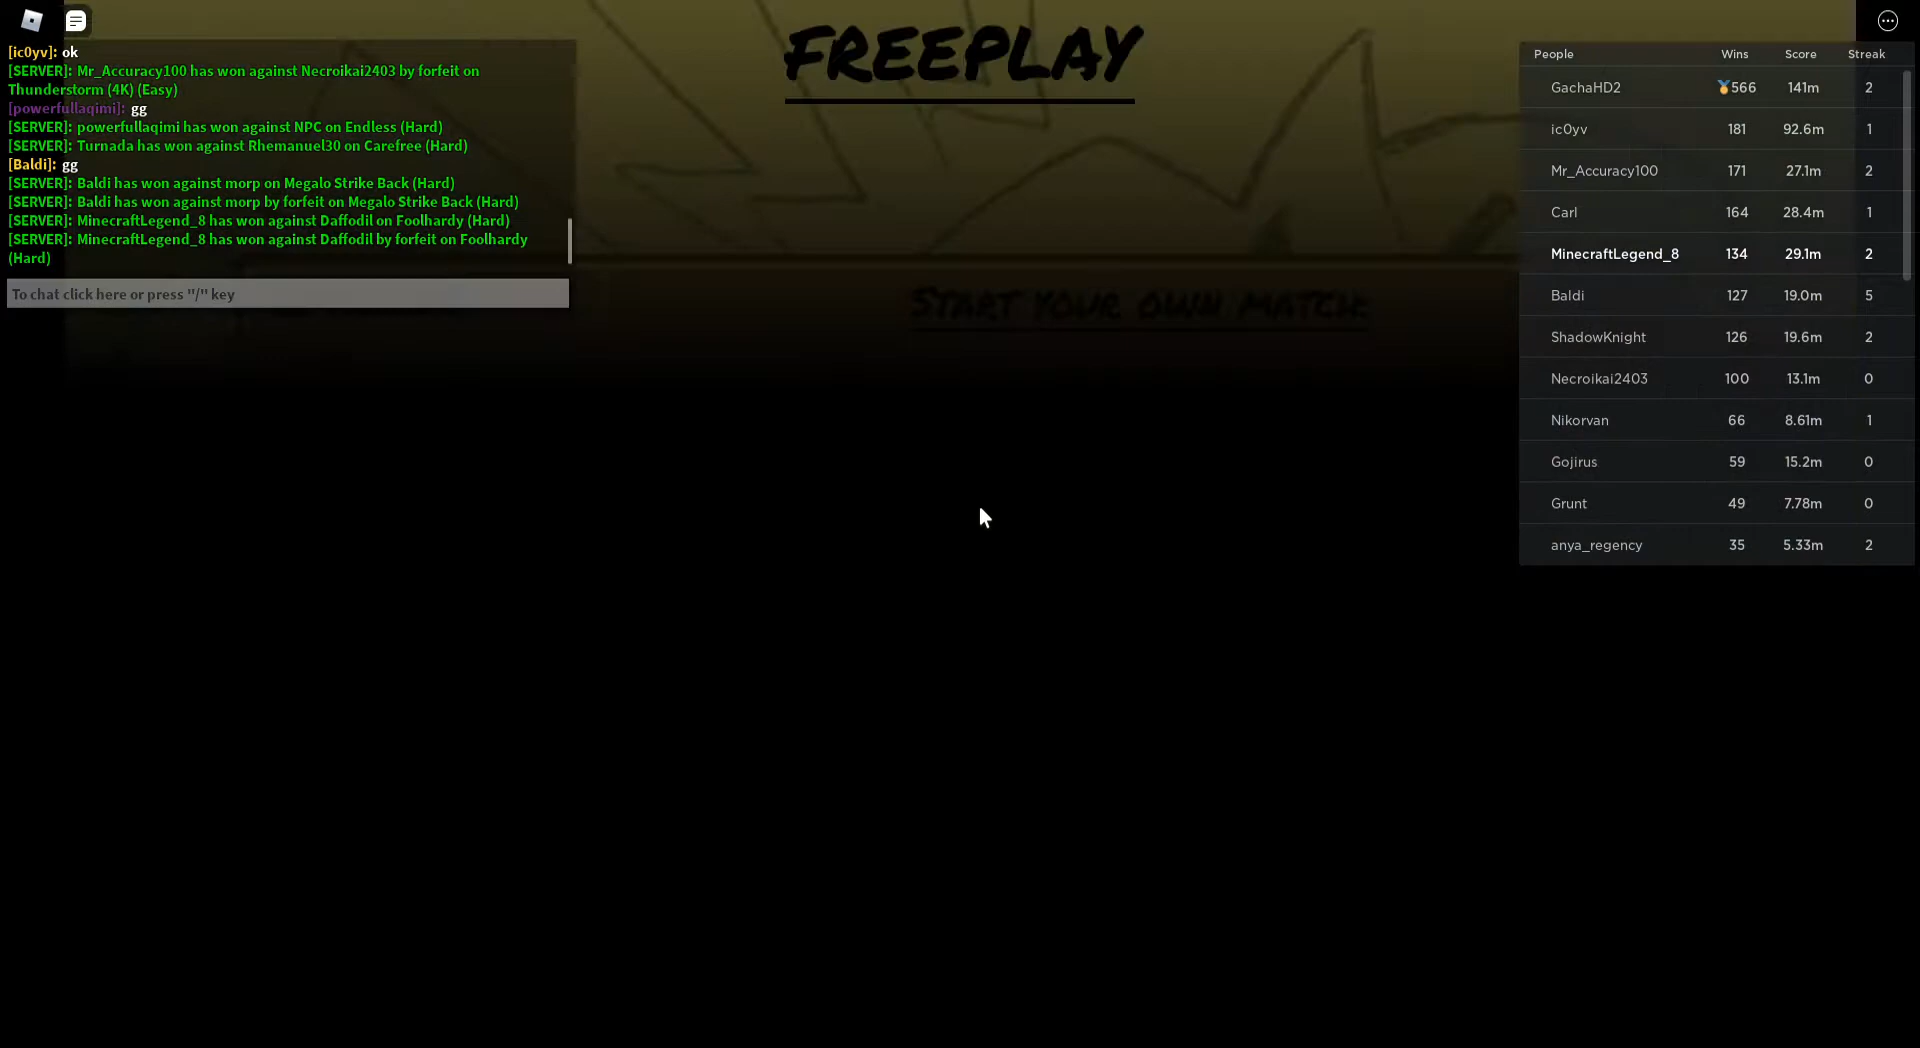 FREEPLAY
[ic0yv]: ok
[SERVER]: Mr_Accuracy100 has won against Necroikai2403 by forfeit on
Thunderstorm (4K) (Easy)
[powerfullaqimi]: gg
[SERVER]: powerfullaqimi has won against NPC on Endless (Hard)
[SERVER]: Turnada has won against Rhemanuel30 on Carefree (Hard)
[Baldi]: gg
[SERVER]: Baldi has won against morp on Megalo Strike Back (Hard)
[SERVER]: Baldi has won against morp by forfeit on Megalo Strike Back (Hard)
[SERVER]: MinecraftLegend_8 has won against Daffodil on Foolhardy (Hard)
[SERVER]: MinecraftLegend_8 has won against Daffodil by forfeit on Foolhardy
(Hard)
To chat click here or press "/" key
START YOUR OWN MATCH:
People Wins Score Streak
GachaHD2 566 141m 2
ic0yv 181 92.6m 1
Mr_Accuracy100 171 27.1m 2
Carl 164 28.4m 1
MinecraftLegend_8 134 29.1m 2
Baldi 127 19.0m 5
ShadowKnight 126 19.6m 2
Necroikai2403 100 13.1m 0
Nikorvan 66 8.61m 1
Gojirus 59 15.2m 0
Grunt 49 7.78m 0
anya_regency 35 5.33m 2